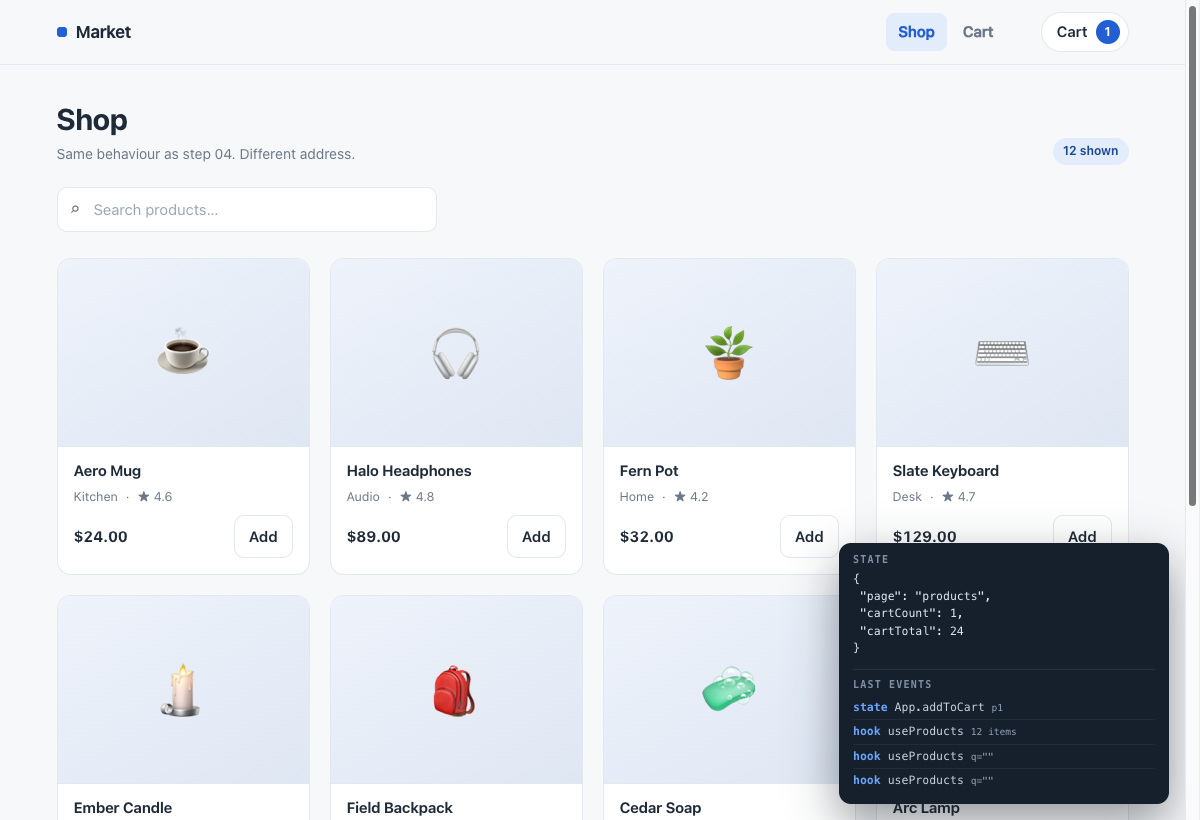 Market
Shop Cart Cart 1
Shop
Same behaviour as step 04. Different address.
12 shown
Search products…
Aero Mug
Kitchen · ★ 4.6
$24.00 Add
Halo Headphones
Audio · ★ 4.8
$89.00 Add
Fern Pot
Home · ★ 4.2
$32.00 Add
Slate Keyboard
Desk · ★ 4.7
$129.00 Add
Ember Candle
Field Backpack
Cedar Soap
Arc Lamp
STATE
{
"page": "products",
"cartCount": 1,
"cartTotal": 24
}
LAST EVENTS
state App.addToCart p1
hook useProducts 12 items
hook useProducts q=""
hook useProducts q=""